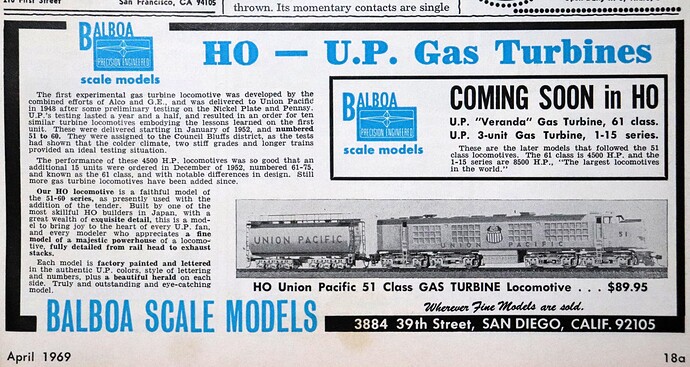 210 First Street
San Francisco, CA 94105
thrown. Its momentary contacts are single
BALBOA
PRECISION ENGINEERED
scale models
HO — U.P. Gas Turbines
The first experimental gas turbine locomotive was developed by the
combined efforts of Alco and G.E., and was delivered to Union Pacific
in 1948 after some preliminary testing on the Nickel Plate and Pennsy.
U.P.'s testing lasted a year and a half, and resulted in an order for ten
similar turbine locomotives embodying the lessons learned on the first
unit. These were delivered starting in January of 1952, and numbered
51 to 60. They were assigned to the Council Bluffs district, as the tests
had shown that the colder climate, two stiff grades and longer trains
provided an ideal testing situation.
The performance of these 4500 H.P. locomotives was so good that an
additional 15 units were ordered in December of 1952, numbered 61-75,
and known as the 61 class, and with notable differences in design. Still
more gas turbine locomotives have been added since.
Our HO locomotive is a faithful model of
the 51-60 series, as presently used with the
addition of the tender. Built by one of the
most skillful HO builders in Japan, with a
great wealth of exquisite detail, this is a mod-
el to bring joy to the heart of every U.P. fan,
and every modeler who appreciates a fine
model of a majestic powerhouse of a locomo-
tive, fully detailed from rail head to exhaust
stacks.
Each model is factory painted and lettered
in the authentic U.P. colors, style of lettering
and numbers, plus a beautiful herald on each
side. Truly and outstanding and eye-catching
model.
BALBOA
PRECISION ENGINEERED
scale models
COMING SOON in HO
U.P. "Veranda" Gas Turbine, 61 class.
U.P. 3-unit Gas Turbine, 1-15 series.
These are the later models that followed the 51
class locomotives. The 61 class is 4500 H.P. and the
1-15 series are 8500 H.P., "The largest locomotives
in the world."
UNION PACIFIC
UNION PACIFIC
51
HO Union Pacific 51 Class GAS TURBINE Locomotive . . . $89.95
Wherever Fine Models are sold.
BALBOA SCALE MODELS
3884 39th Street, SAN DIEGO, CALIF. 92105
April 1969
18a